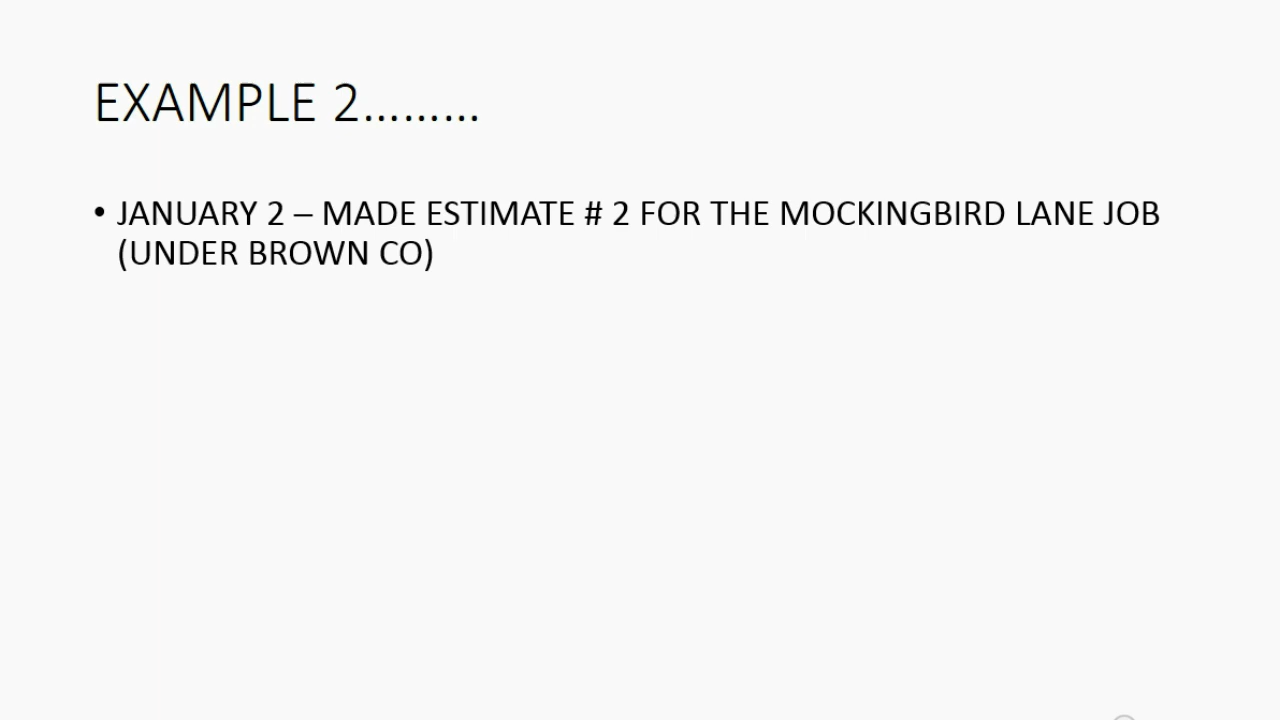 EXAMPLE 2.........
• JANUARY 2 – MADE ESTIMATE # 2 FOR THE MOCKINGBIRD LANE JOB
(UNDER BROWN CO)